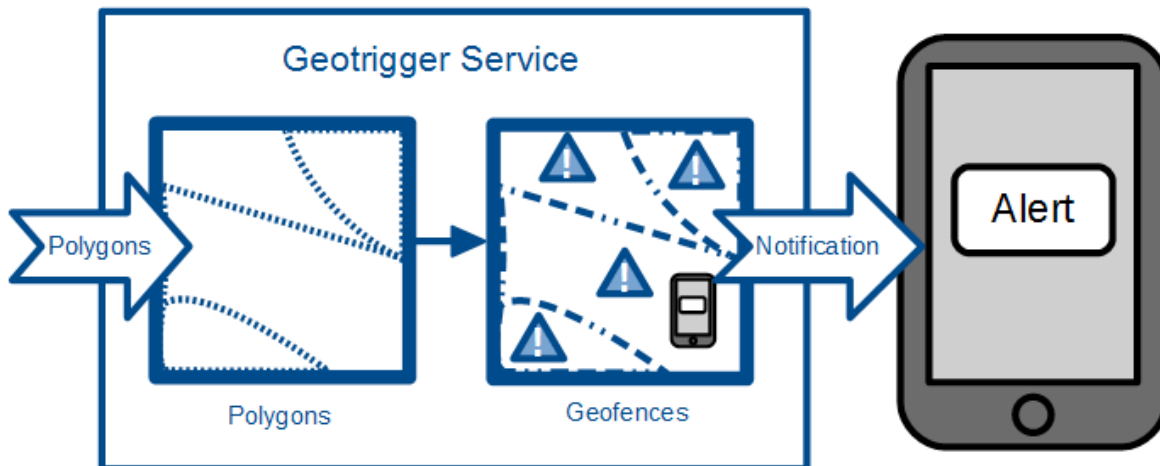 Geotrigger Service
Polygons
Notification
Alert
Polygons
Geofences